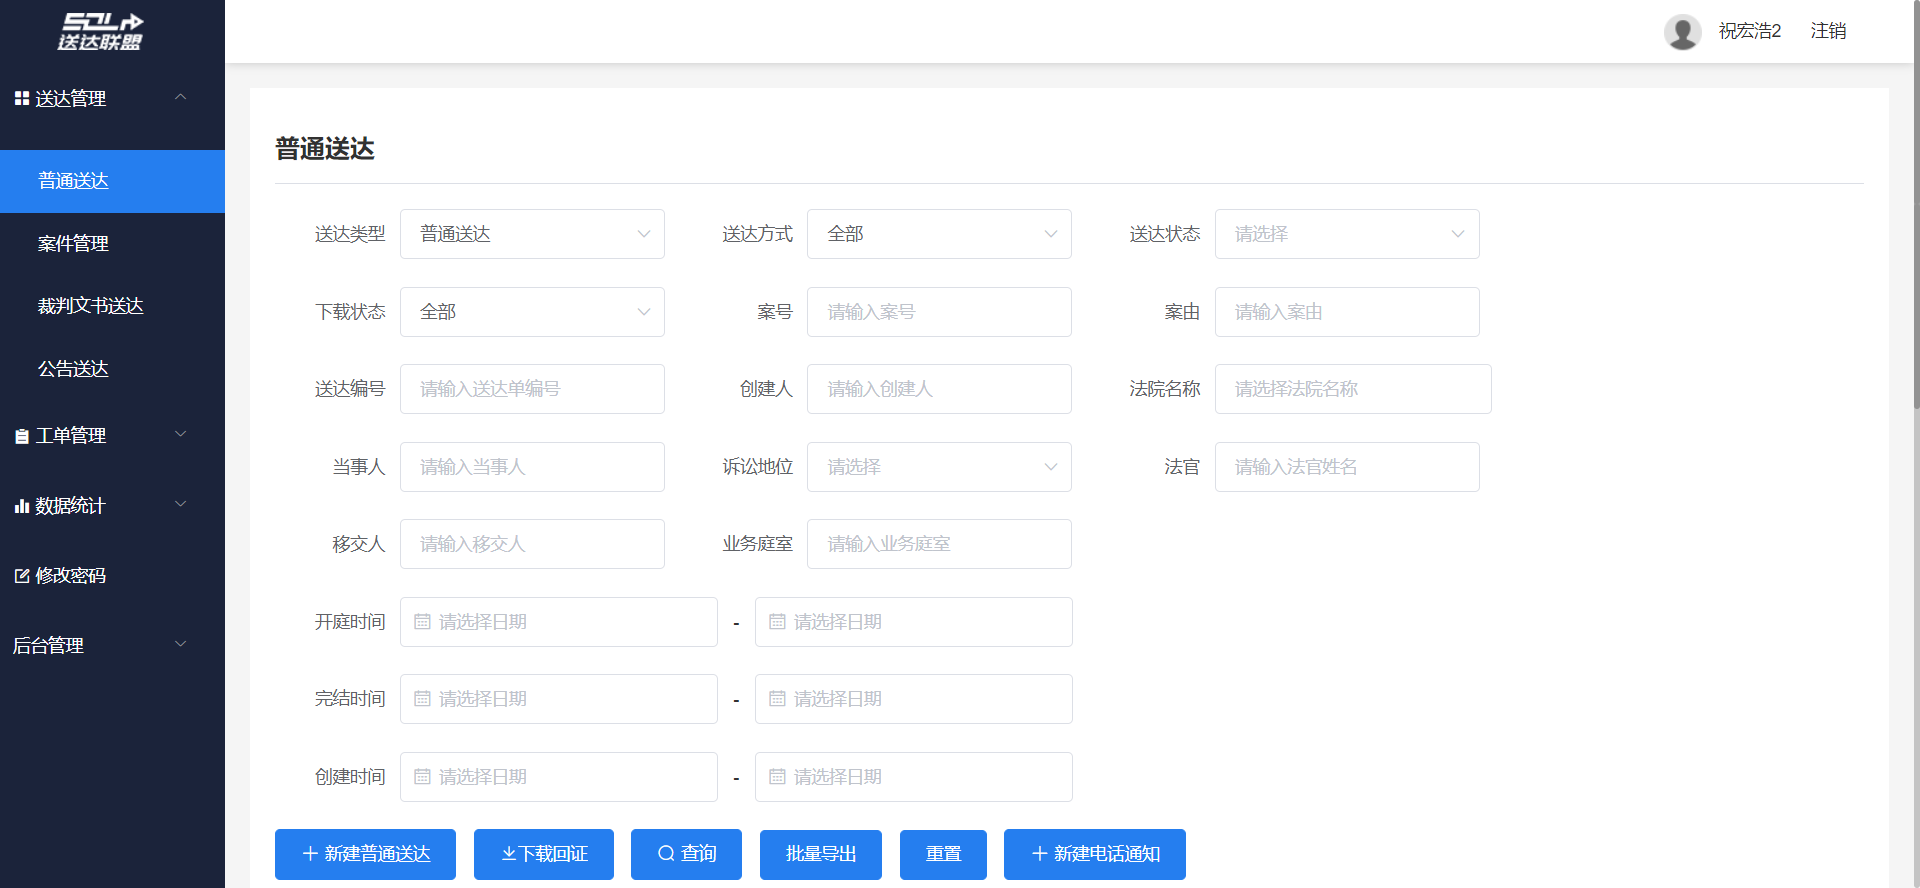 SDLA
送达联盟
祝宏浩2 注销
送达管理
普通送达
案件管理
裁判文书送达
公告送达
工单管理
数据统计
修改密码
后台管理
普通送达
送达类型 普通送达 送达方式 全部 送达状态 请选择
下载状态 全部 案号 请输入案号 案由 请输入案由
送达编号 请输入送达单编号 创建人 请输入创建人 法院名称 请选择法院名称
当事人 请输入当事人 诉讼地位 请选择 法官 请输入法官姓名
移交人 请输入移交人 业务庭室 请输入业务庭室
开庭时间 请选择日期 - 请选择日期
完结时间 请选择日期 - 请选择日期
创建时间 请选择日期 - 请选择日期
新建普通送达 下载回证 查询 批量导出 重置 新建电话通知